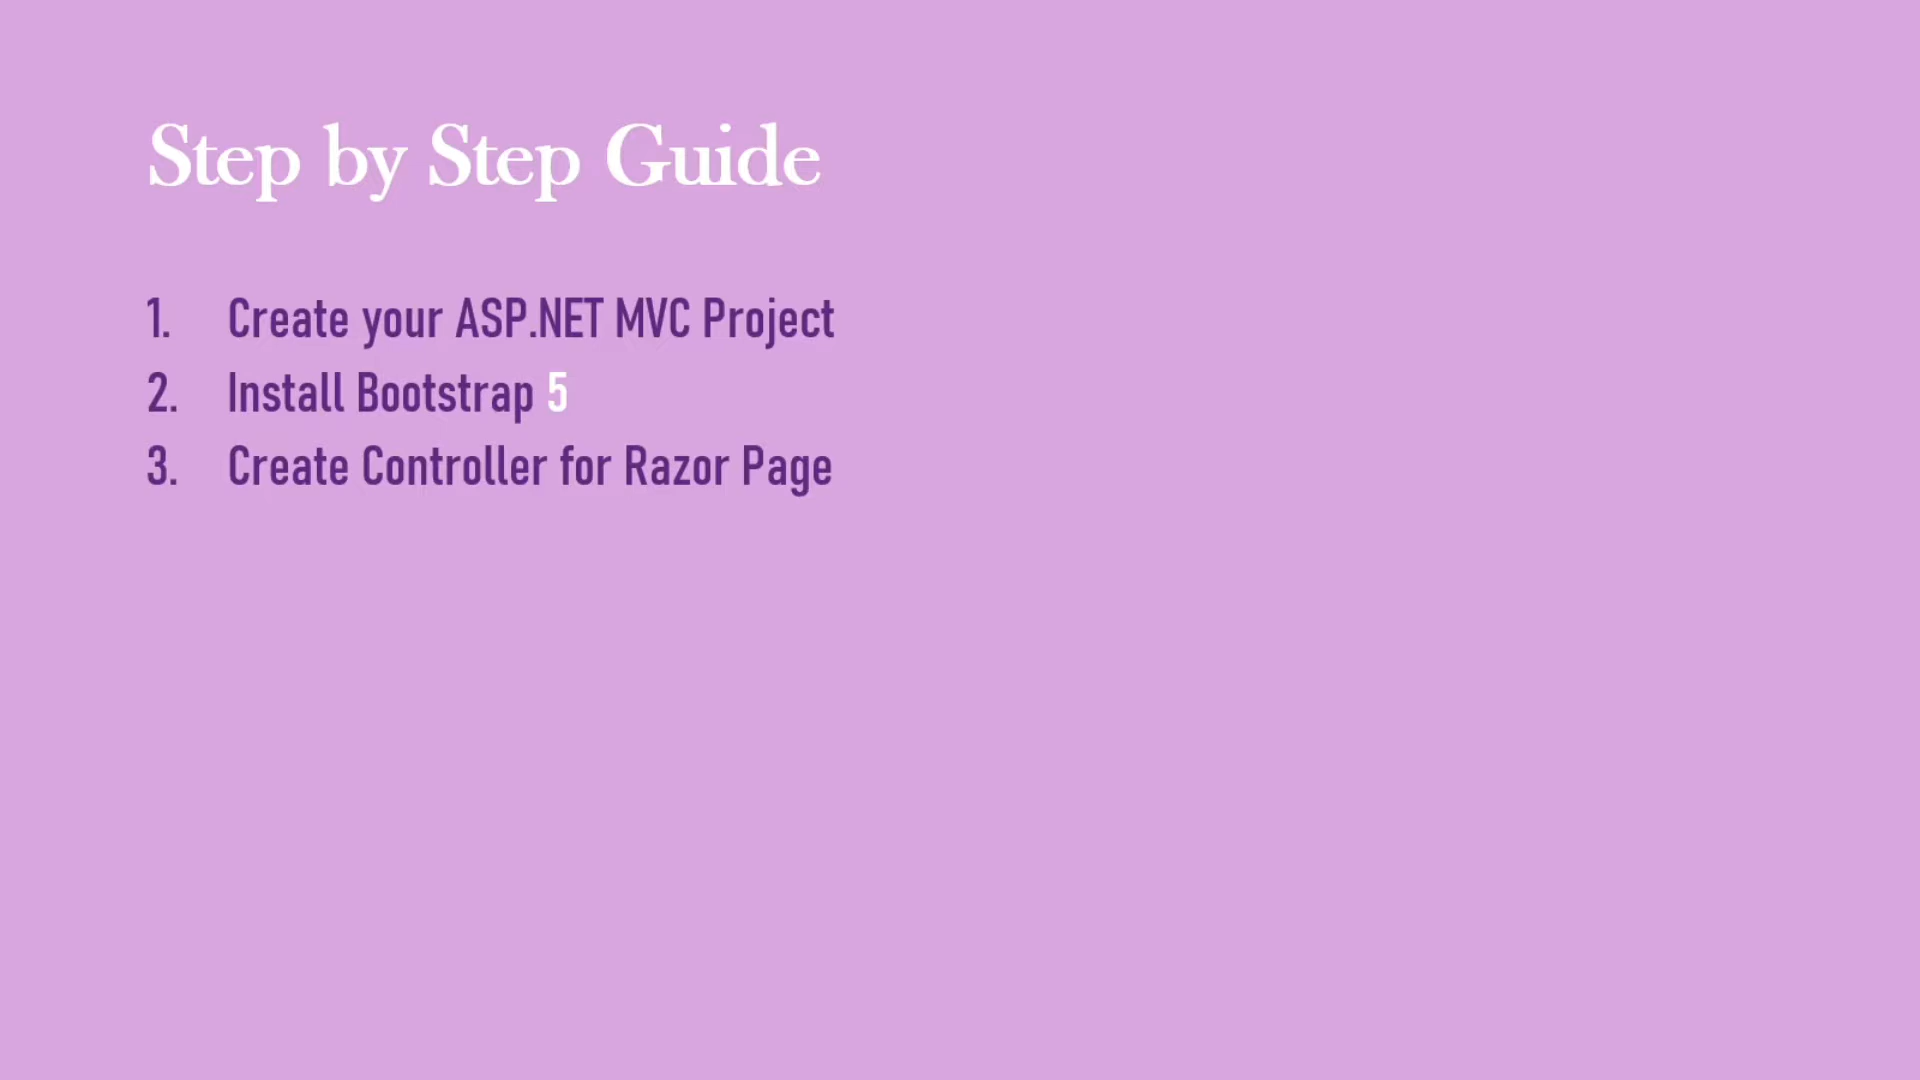 Step by Step Guide
1. Create your ASP.NET MVC Project
2. Install Bootstrap 5
3. Create Controller for Razor Page